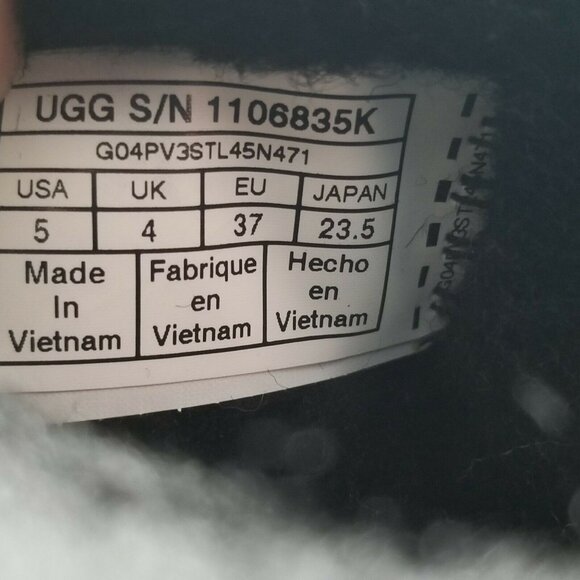 UGG S/N 1106835K
G04PV3STL45N471
USA UK EU JAPAN
5 4 37 23.5
Made
In
Vietnam
Fabrique
en
Vietnam
Hecho
en
Vietnam